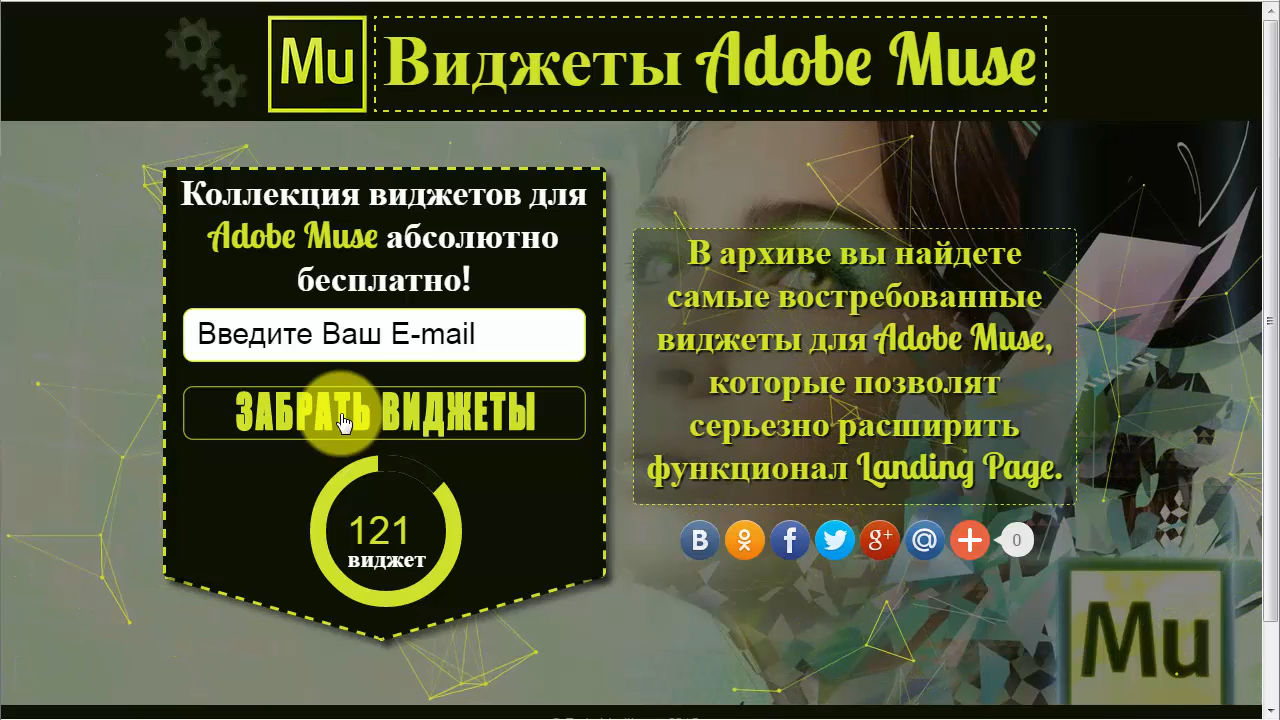 Mu
Виджеты Adobe Muse
Коллекция виджетов для
Adobe Muse абсолютно
бесплатно!
Введите Ваш E-mail
ЗАБРАТЬ ВИДЖЕТЫ
121
виджет
В архиве вы найдете
самые востребованные
виджеты для Adobe Muse,
которые позволят
серьезно расширить
функционал Landing Page.
0
Mu